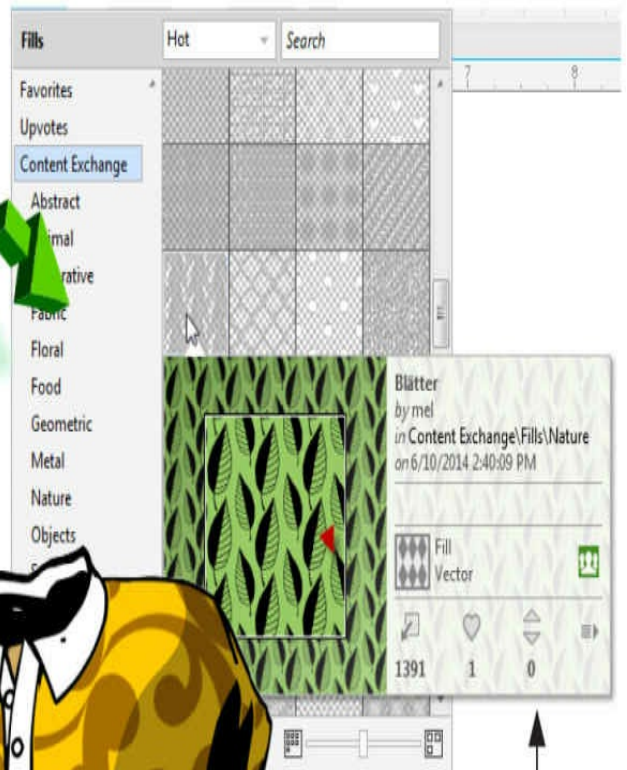 Fills
Hot
Search
7 8
Favorites
Upvotes
Content Exchange
Abstract
Floral
Food
Geometric
Metal
Nature
Objects
Blätter
by mel
in Content Exchange\Fills\Nature
on 6/10/2014 2:40:09 PM
Fill
Vector
1391 1 0